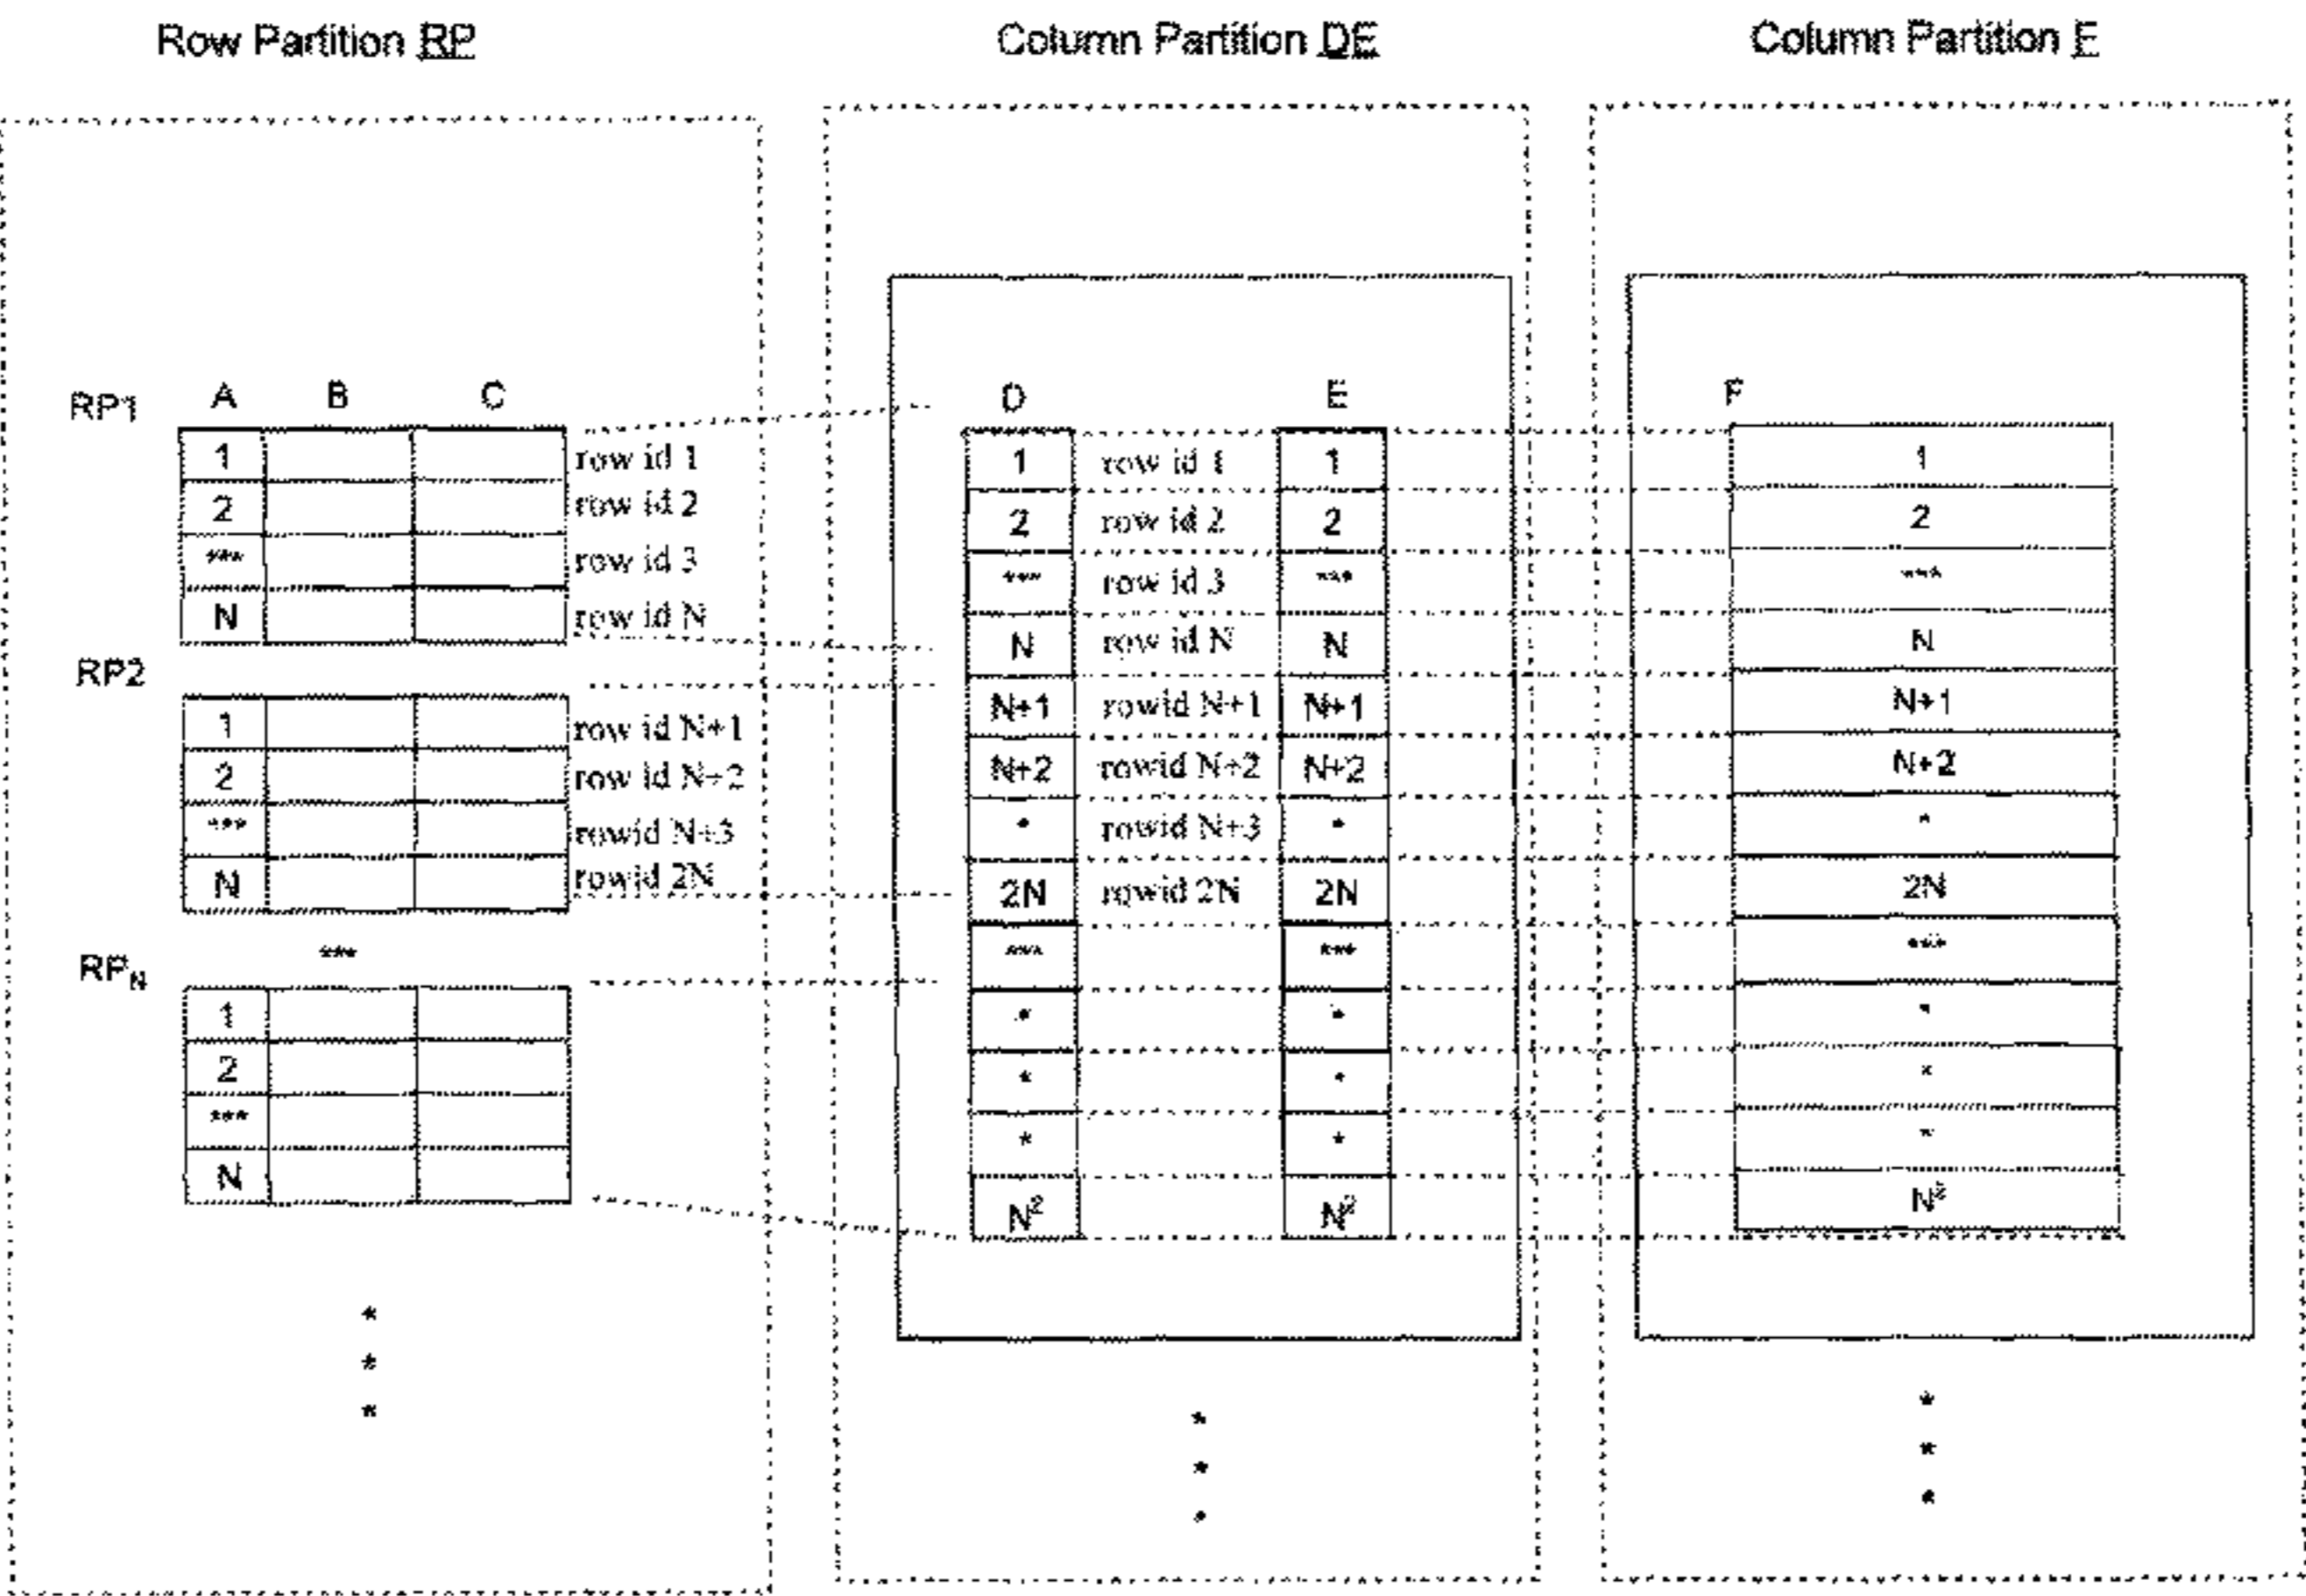 Row Partition RP
RP1 A B C
1 row id 1
2 row id 2
*** row id 3
N row id N
RP2
1 row id N+1
2 row id N+2
*** rowid N+3
N rowid 2N
***
RP_N
1
2
***
N
*
*
*
Column Partition DE
D E
1 row id 1 1
2 row id 2 2
*** row id 3 ***
N row id N N
N+1 rowid N+1 N+1
N+2 rowid N+2 N+2
* rowid N+3 *
2N rowid 2N 2N
*** ***
* *
* *
* *
N² N²
*
*
*
Column Partition F
F
1
2
***
N
N+1
N+2
*
2N
***
*
*
*
N²
*
*
*